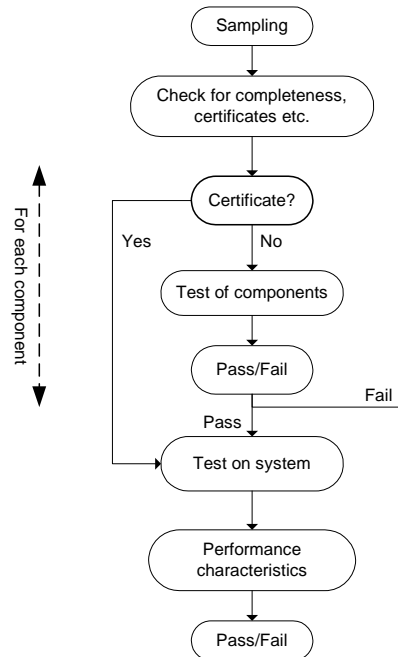 Sampling
Check for completeness,
certificates etc.
Certificate?
For each component
Yes
No
Test of components
Pass/Fail
Fail
Pass
Test on system
Performance
characteristics
Pass/Fail